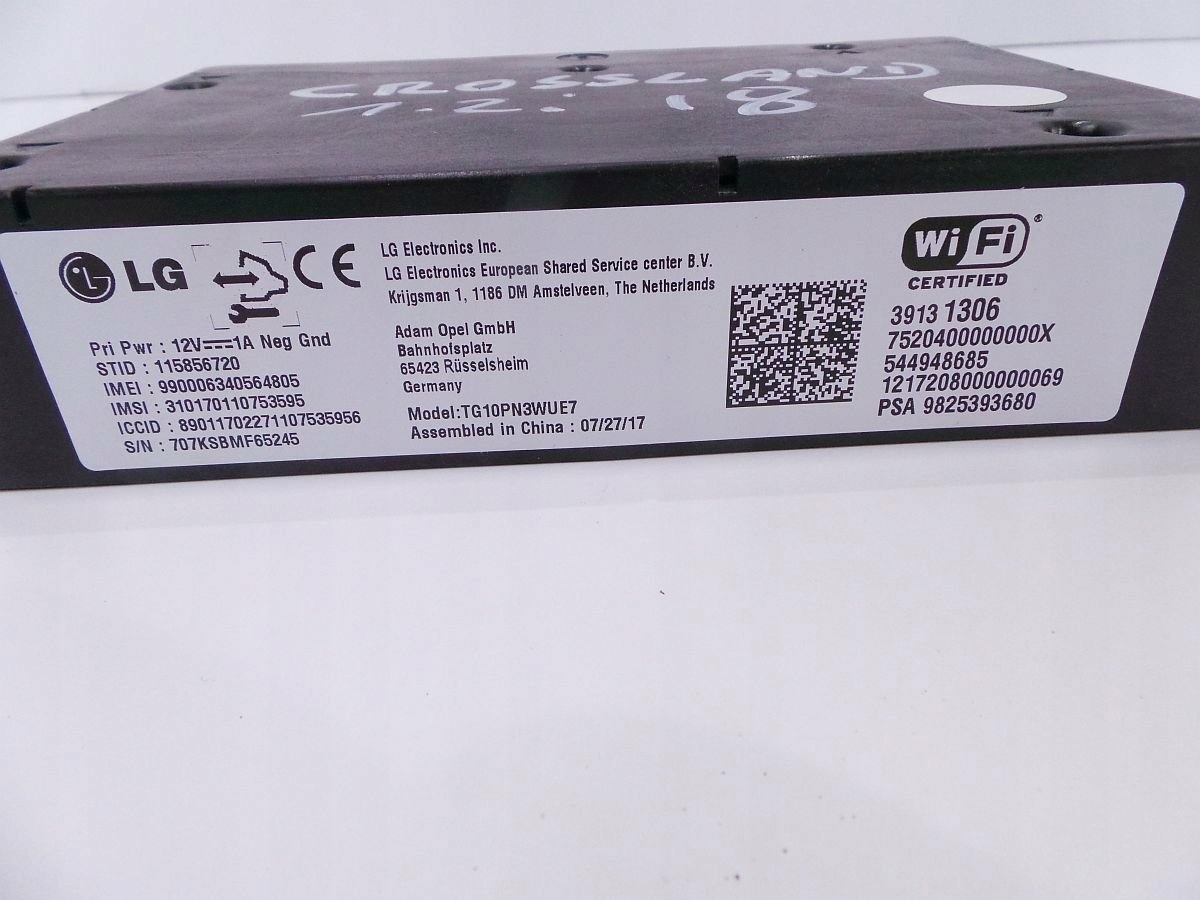 CROSSLAND
1.2i 18
LG
CE
Pri Pwr : 12V⎓1A Neg Gnd
STID : 115856720
IMEI : 990006340564805
IMSI : 310170110753595
ICCID : 89011702271107535956
S/N : 707KSBMF65245
LG Electronics Inc.
LG Electronics European Shared Service center B.V.
Krijgsman 1, 1186 DM Amstelveen, The Netherlands
Adam Opel GmbH
Bahnhofsplatz
65423 Rüsselsheim
Germany
Model:TG10PN3WUE7
Assembled in China : 07/27/17
Wi Fi ®
CERTIFIED
3913 1306
7520400000000X
544948685
1217208000000069
PSA 9825393680